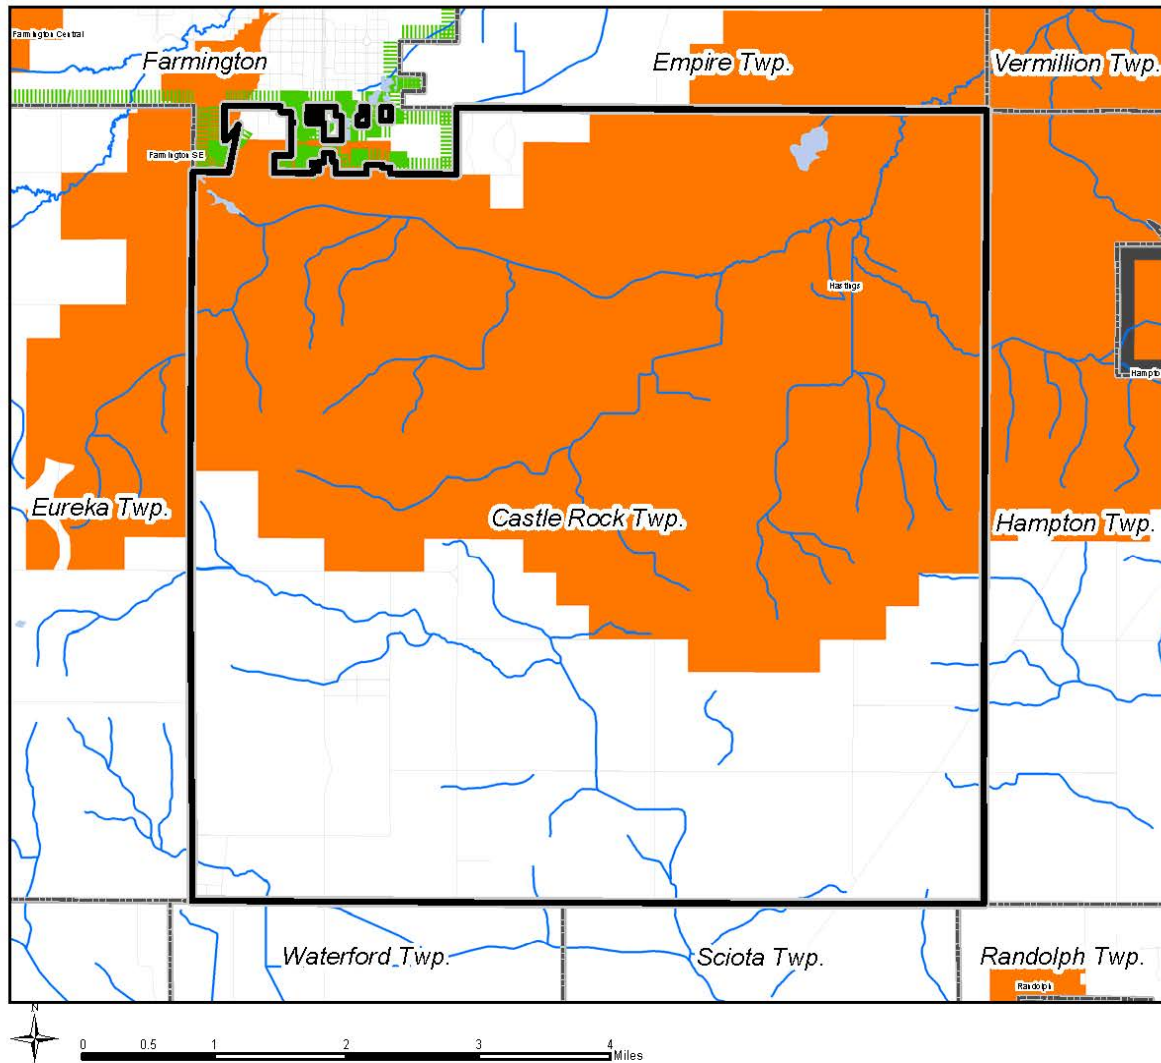 Farmington Central
Farmington
Empire Twp.
Vermillion Twp.
Farmington SE
Hastings
Hampto
Eureka Twp.
Castle Rock Twp.
Hampton Twp.
Waterford Twp.
Sciota Twp.
Randolph Twp.
Randolph
N
0 0.5 1 2 3 4
Miles